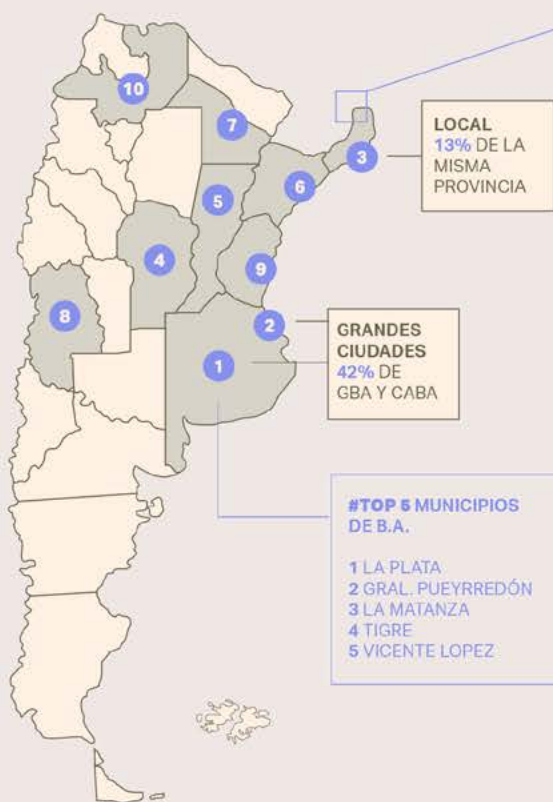 10
7
3
LOCAL
13% DE LA
MISMA
PROVINCIA
6
5
4
9
8
2
GRANDES
CIUDADES
42% DE
GBA Y CABA
1
#TOP 5 MUNICIPIOS
DE B.A.
1 LA PLATA
2 GRAL. PUEYRREDÓN
3 LA MATANZA
4 TIGRE
5 VICENTE LOPEZ